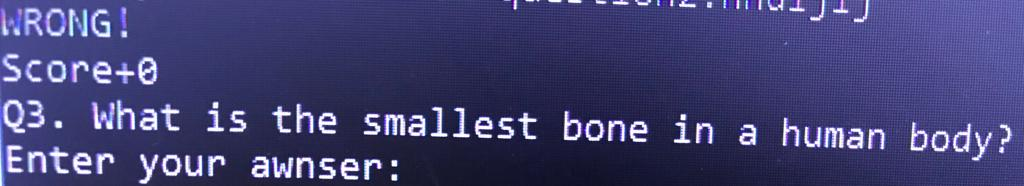 WRONG!
Score+0
Q3. What is the smallest bone in a human body?
Enter your awnser: